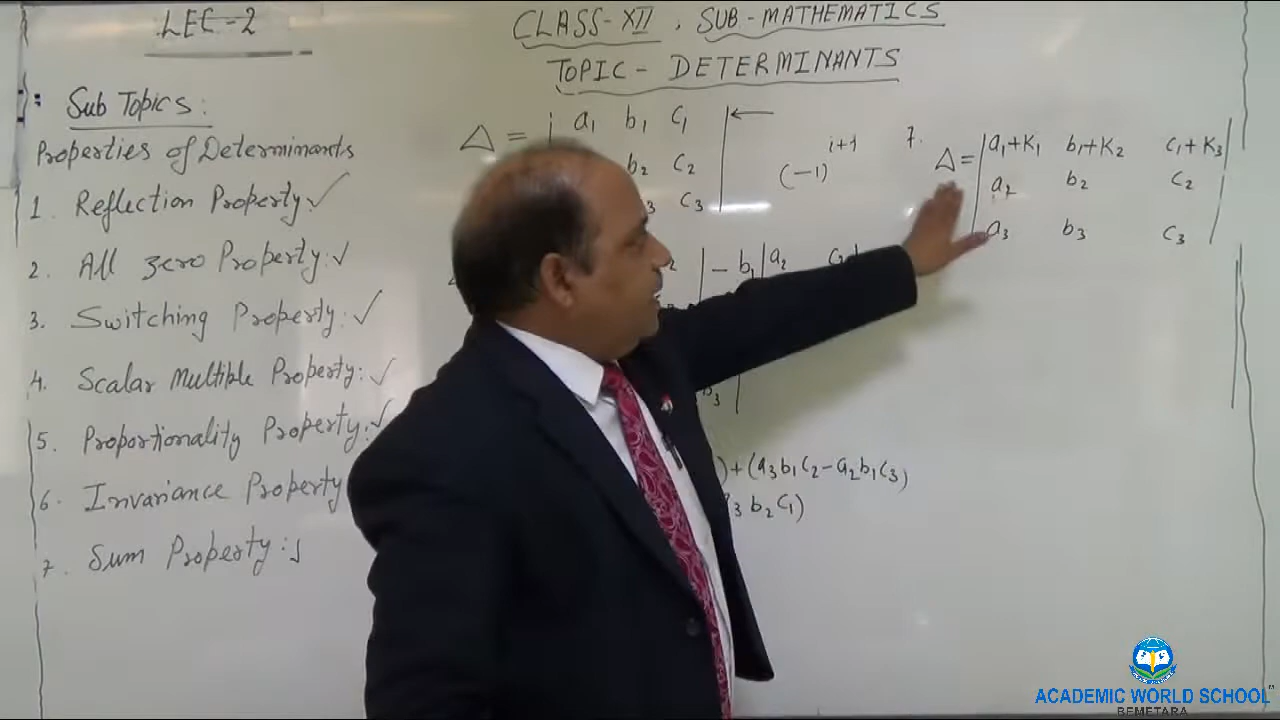 LEC-2
CLASS-XII, SUB-MATHEMATICS
TOPIC- DETERMINANTS
: Sub Topics:
Properties of Determinants
1. Reflection Property ✓
2. All zero Property: ✓
3. Switching Property: ✓
4. Scalar Multiple Property: ✓
5. Proportionality Property: ✓
6. Invariance Property
7. Sum Property: ✓
Δ = | a₁ b₁ c₁ | ←
b₂ c₂
₃ c₃
(-1)^{i+1}
₂ | - b₁ | a₂
b₃ |
)+(a₃b₁c₂-a₂b₁c₃)
₃b₂c₁)
7. Δ= | a₁+K₁ b₁+K₂ c₁+K₃ |
a₂ b₂ c₂
a₃ b₃ c₃
ACADEMIC WORLD SCHOOL
BEMETARA